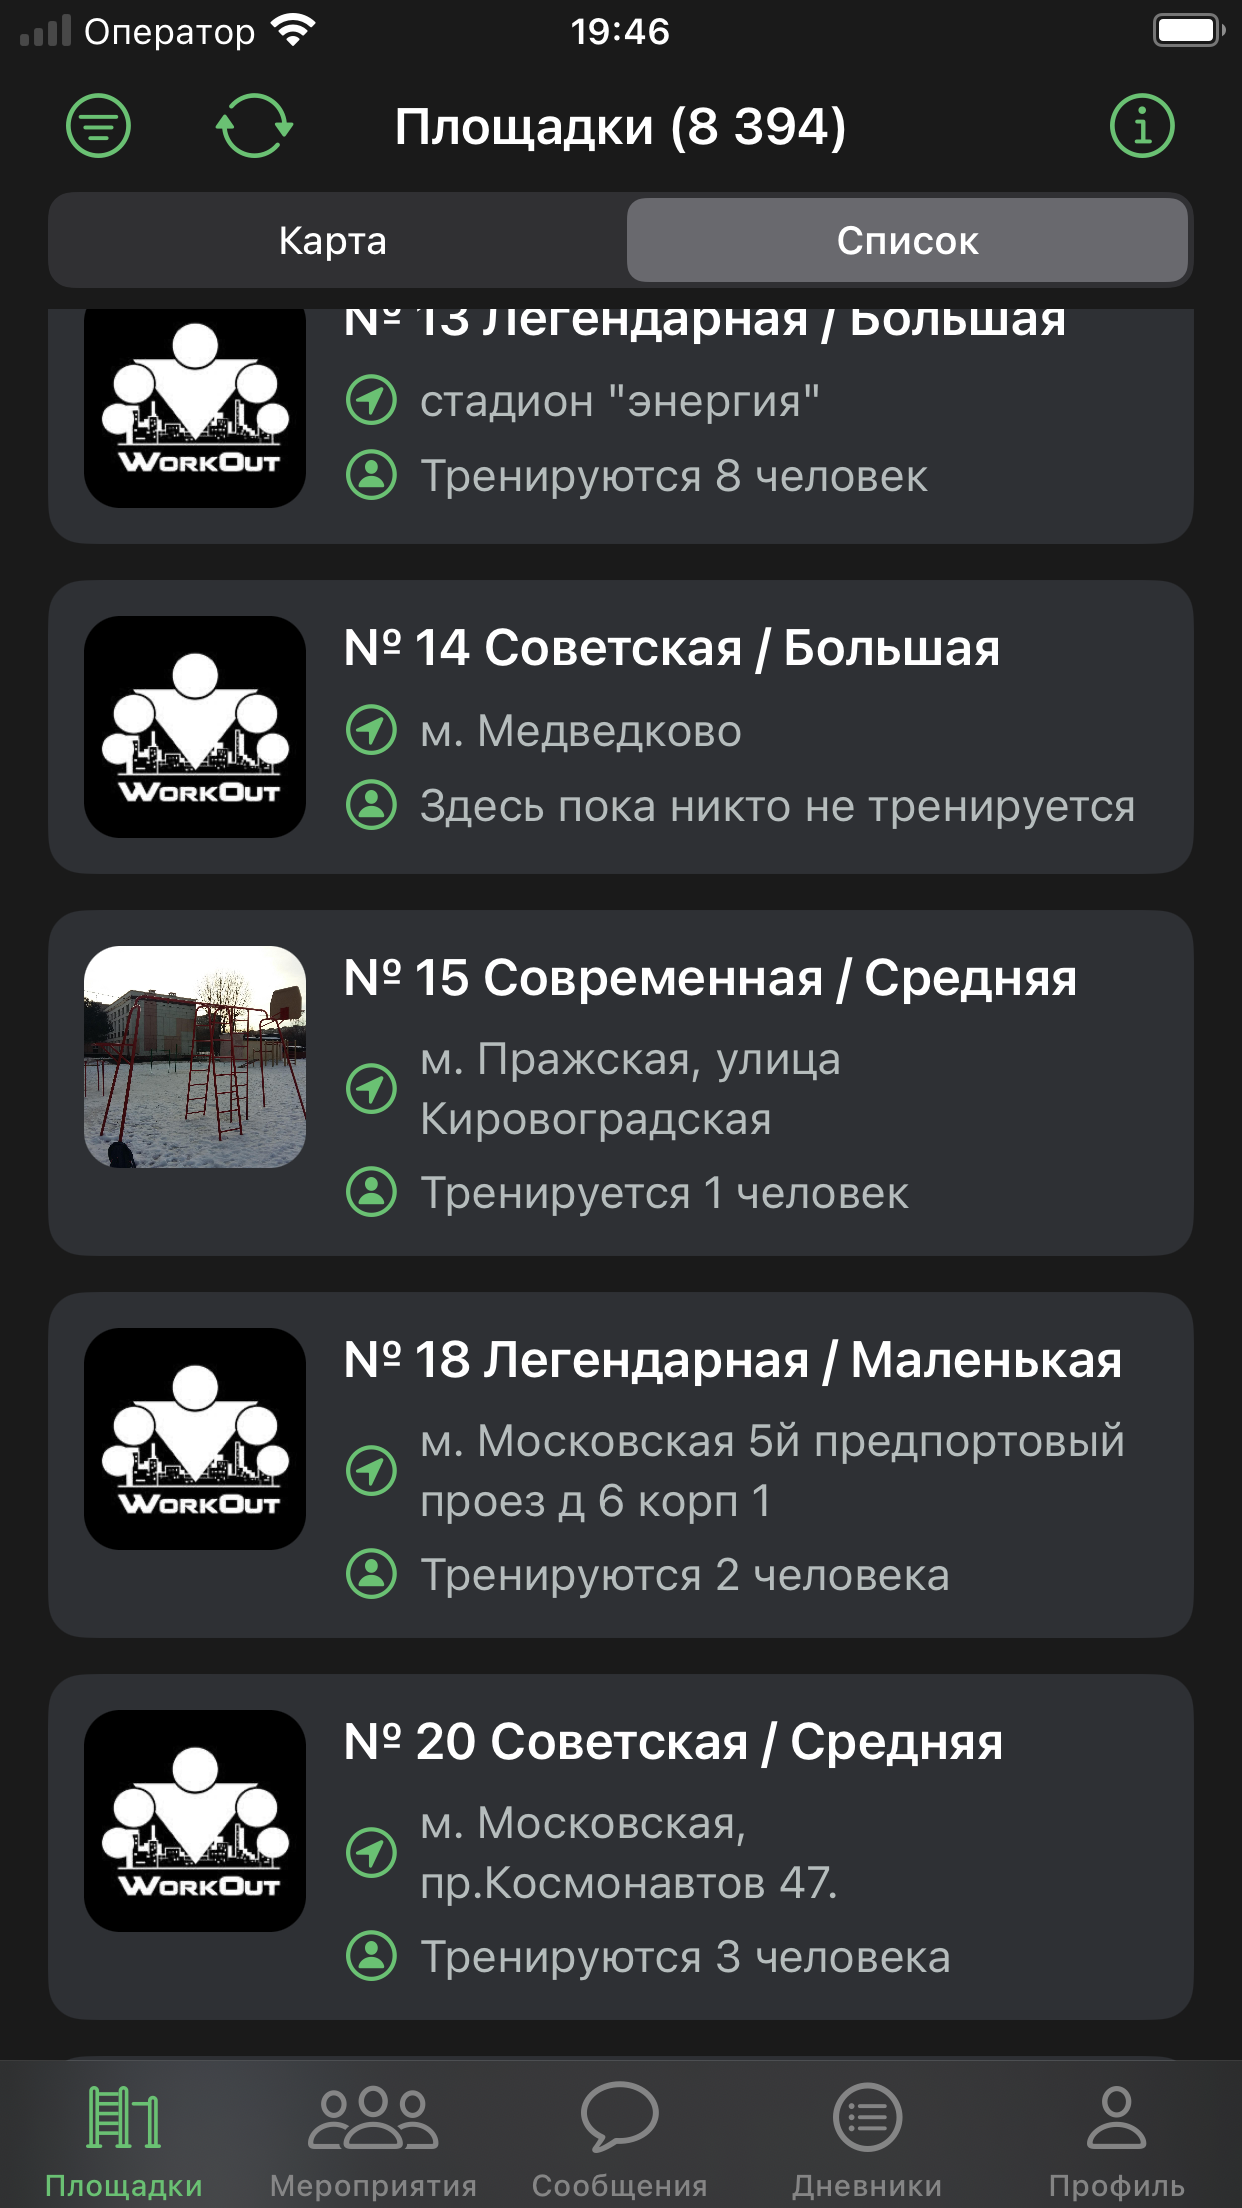 Оператор
19:46
Площадки (8 394)
Карта
Список
№ 13 Легендарная / Большая
стадион "энергия"
Тренируются 8 человек
WORKOUT
№ 14 Советская / Большая
м. Медведково
Здесь пока никто не тренируется
WORKOUT
№ 15 Современная / Средняя
м. Пражская, улица
Кировоградская
Тренируется 1 человек
№ 18 Легендарная / Маленькая
м. Московская 5й предпортовый
проез д 6 корп 1
Тренируются 2 человека
WORKOUT
№ 20 Советская / Средняя
м. Московская,
пр.Космонавтов 47.
Тренируются 3 человека
WORKOUT
Площадки
Мероприятия
Сообщения
Дневники
Профиль